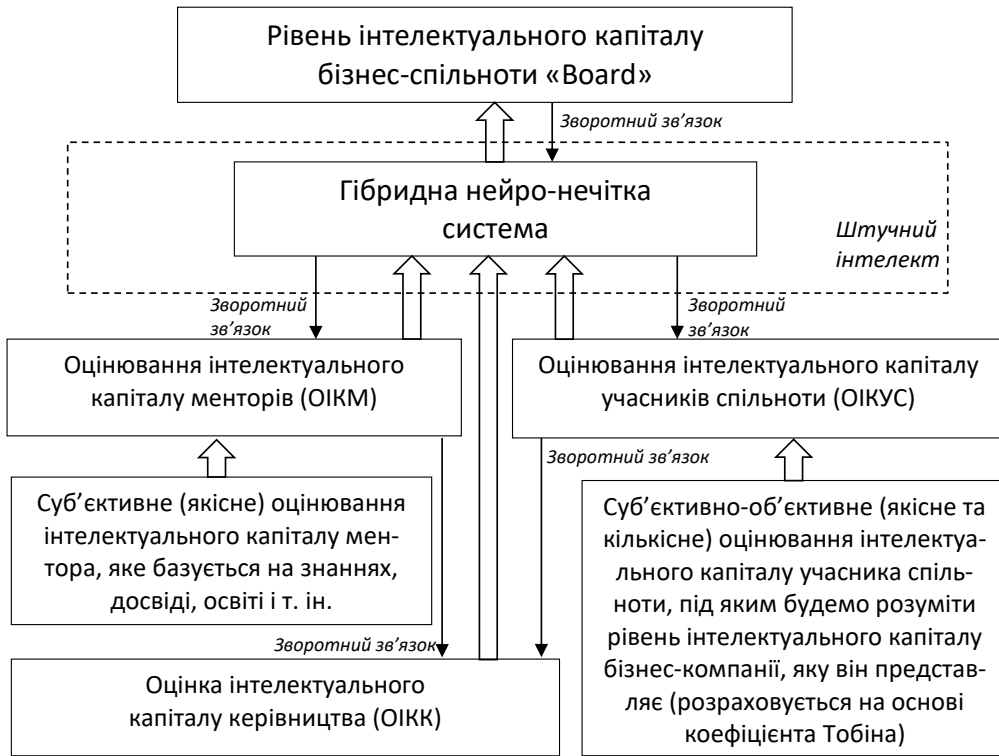 Рівень інтелектуального капіталу
бізнес-спільноти «Board»
Зворотний зв’язок
Гібридна нейро-нечітка
система
Штучний
інтелект
Зворотний
зв’язок
Зворотний
зв’язок
Оцінювання інтелектуального
капіталу менторів (ОІКМ)
Оцінювання інтелектуального капіталу
учасників спільноти (ОІКУС)
Зворотний зв’язок
Суб’єктивне (якісне) оцінювання
інтелектуального капіталу мен-
тора, яке базується на знаннях,
досвіді, освіті і т. ін.
Суб’єктивно-об’єктивне (якісне та
кількісне) оцінювання інтелектуа-
льного капіталу учасника спіль-
ноти, під яким будемо розуміти
рівень інтелектуального капіталу
бізнес-компанії, яку він представ-
ляє (розраховується на основі
коефіцієнта Тобіна)
Зворотний зв’язок
Оцінка інтелектуального
капіталу керівництва (ОІКК)